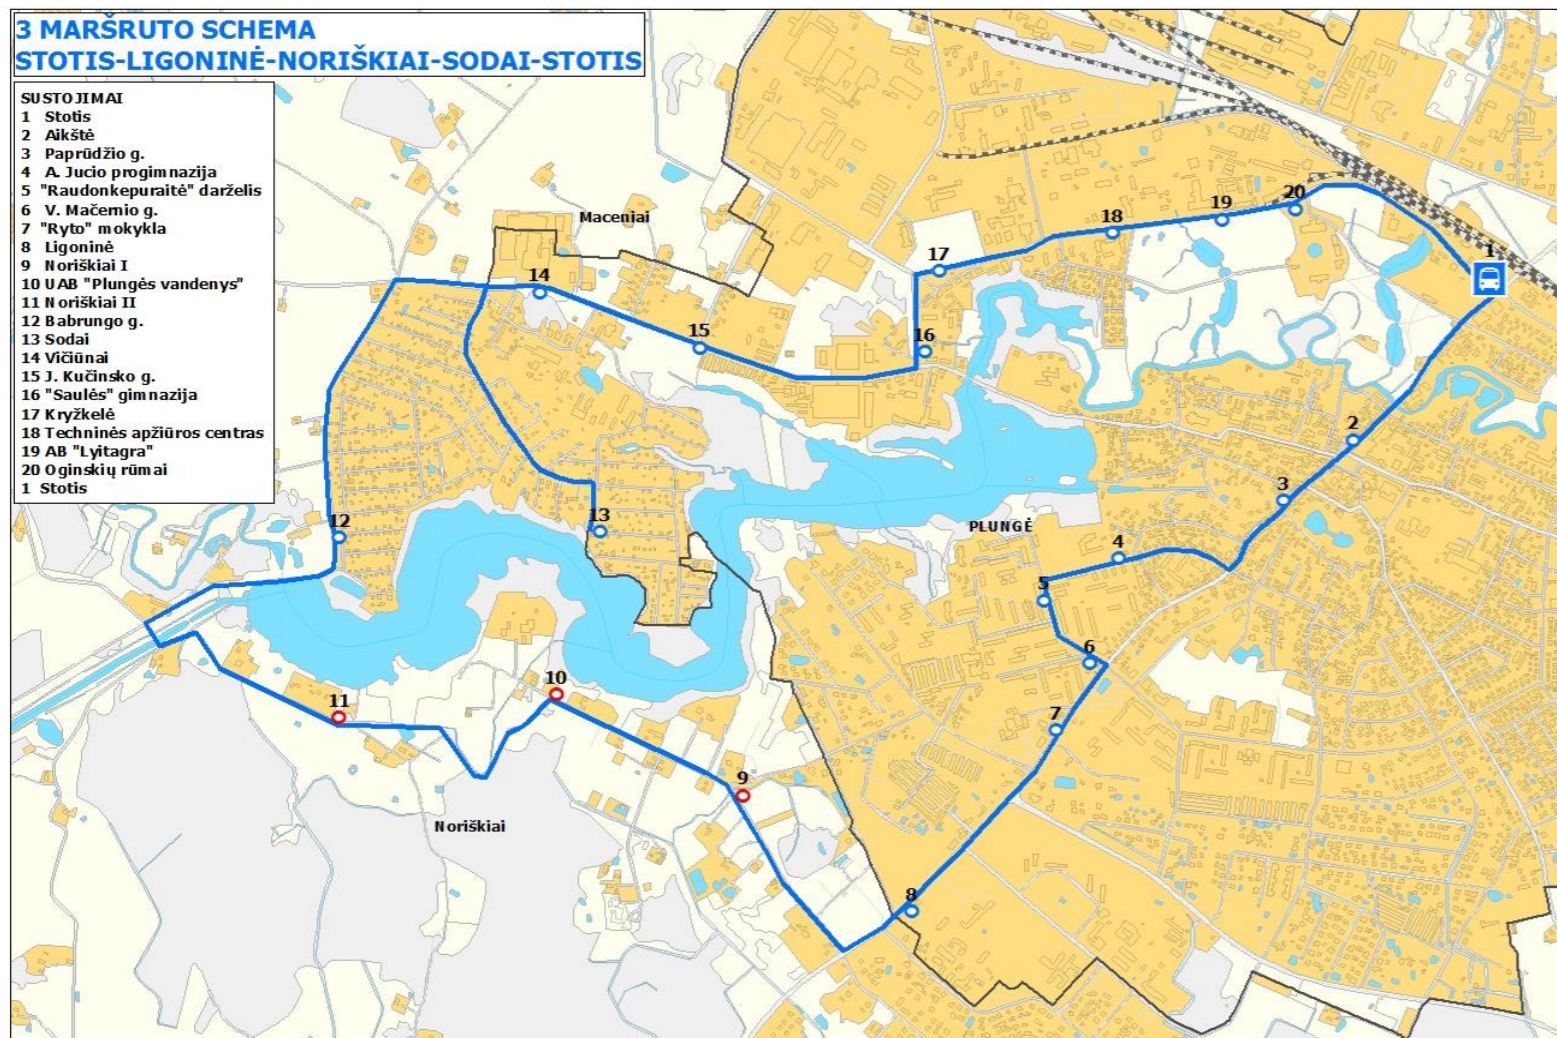 3 MARŠRUTO SCHEMA
STOTIS-LIGONINĖ-NORIŠKIAI-SODAI-STOTIS
SUSTOJIMAI
1 Stotis
2 Aikštė
3 Paprūdžio g.
4 A. Jucio progimnazija
5 "Raudonkepuraitė" darželis
6 V. Mačernio g.
7 "Ryto" mokykla
8 Ligoninė
9 Noriškiai I
10 UAB "Plungės vandenys"
11 Noriškiai II
12 Babrungo g.
13 Sodai
14 Vičiūnai
15 J. Kučinsko g.
16 "Saulės" gimnazija
17 Kryžkelė
18 Techninės apžiūros centras
19 AB "Lyitagra"
20 Oginskių rūmai
1 Stotis
Maceniai
20
19
18
17
1
14
15
16
2
3
12
13
PLUNGĖ
4
5
6
10
11
7
9
Noriškiai
8